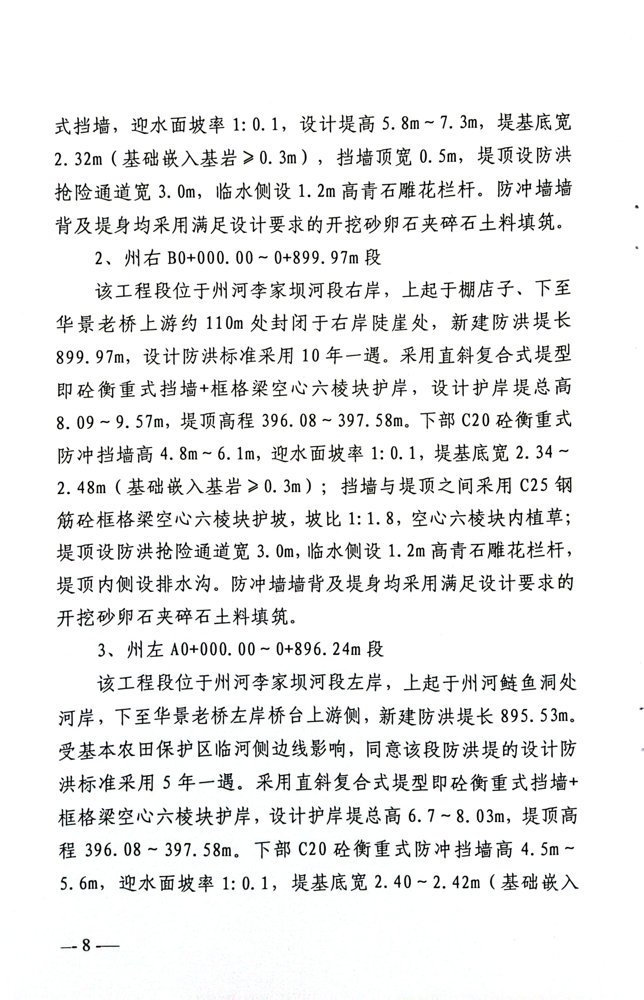 式挡墙，迎水面坡率 1:0.1，设计堤高 5.8m～7.3m，堤基底宽
2.32m（基础嵌入基岩≥0.3m），挡墙顶宽 0.5m，堤顶设防洪
抢险通道宽 3.0m，临水侧设 1.2m 高青石雕花栏杆。防冲墙墙
背及堤身均采用满足设计要求的开挖砂卵石夹碎石土料填筑。
2、州右 B0+000.00～0+899.97m 段
该工程段位于州河李家坝河段右岸，上起于棚店子、下至
华景老桥上游约 110m 处封闭于右岸陡崖处，新建防洪堤长
899.97m，设计防洪标准采用 10 年一遇。采用直斜复合式堤型
即砼衡重式挡墙+框格梁空心六棱块护岸，设计护岸堤总高
8.09～9.57m，堤顶高程 396.08～397.58m。下部 C20 砼衡重式
防冲挡墙高 4.8m～6.1m，迎水面坡率 1:0.1，堤基底宽 2.34～
2.48m（基础嵌入基岩≥0.3m）；挡墙与堤顶之间采用 C25 钢
筋砼框格梁空心六棱块护坡，坡比 1:1.8，空心六棱块内植草；
堤顶设防洪抢险通道宽 3.0m，临水侧设 1.2m 高青石雕花栏杆，
堤顶内侧设排水沟。防冲墙墙背及堤身均采用满足设计要求的
开挖砂卵石夹碎石土料填筑。
3、州左 A0+000.00～0+896.24m 段
该工程段位于州河李家坝河段左岸，上起于州河鲢鱼洞处
河岸，下至华景老桥左岸桥台上游侧，新建防洪堤长 895.53m。
受基本农田保护区临河侧边线影响，同意该段防洪堤的设计防
洪标准采用 5 年一遇。采用直斜复合式堤型即砼衡重式挡墙+
框格梁空心六棱块护岸，设计护岸堤总高 6.7～8.03m，堤顶高
程 396.08～397.58m。下部 C20 砼衡重式防冲挡墙高 4.5m～
5.6m，迎水面坡率 1:0.1，堤基底宽 2.40～2.42m（基础嵌入
— 8 —